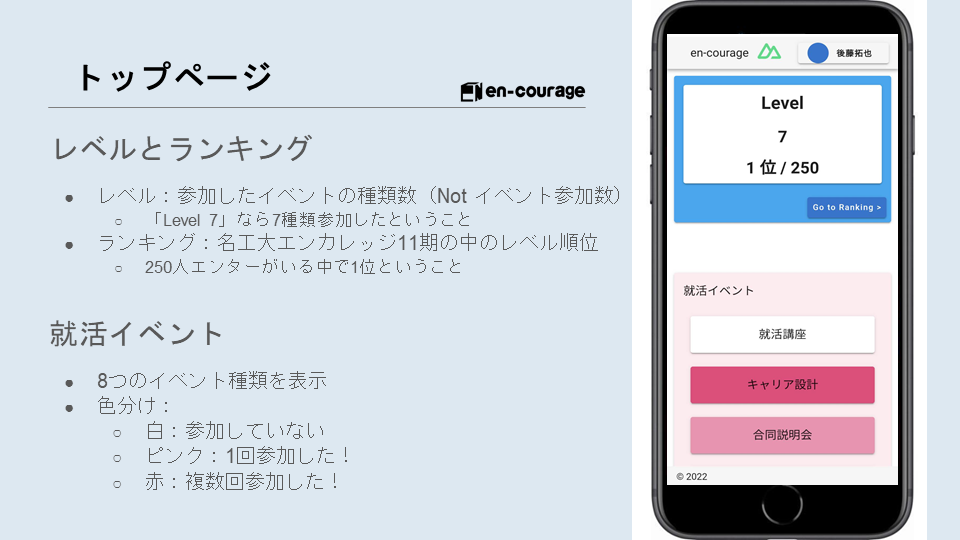 トップページ
en-courage
レベルとランキング
● レベル：参加したイベントの種類数（Not イベント参加数）
○ 「Level 7」なら7種類参加したということ
● ランキング：名工大エンカレッジ11期の中のレベル順位
○ 250人エンターがいる中で1位ということ
就活イベント
● 8つのイベント種類を表示
● 色分け：
○ 白：参加していない
○ ピンク：1回参加した！
○ 赤：複数回参加した！
en-courage
後藤拓也
Level
7
1 位 / 250
Go to Ranking >
就活イベント
就活講座
キャリア設計
合同説明会
© 2022